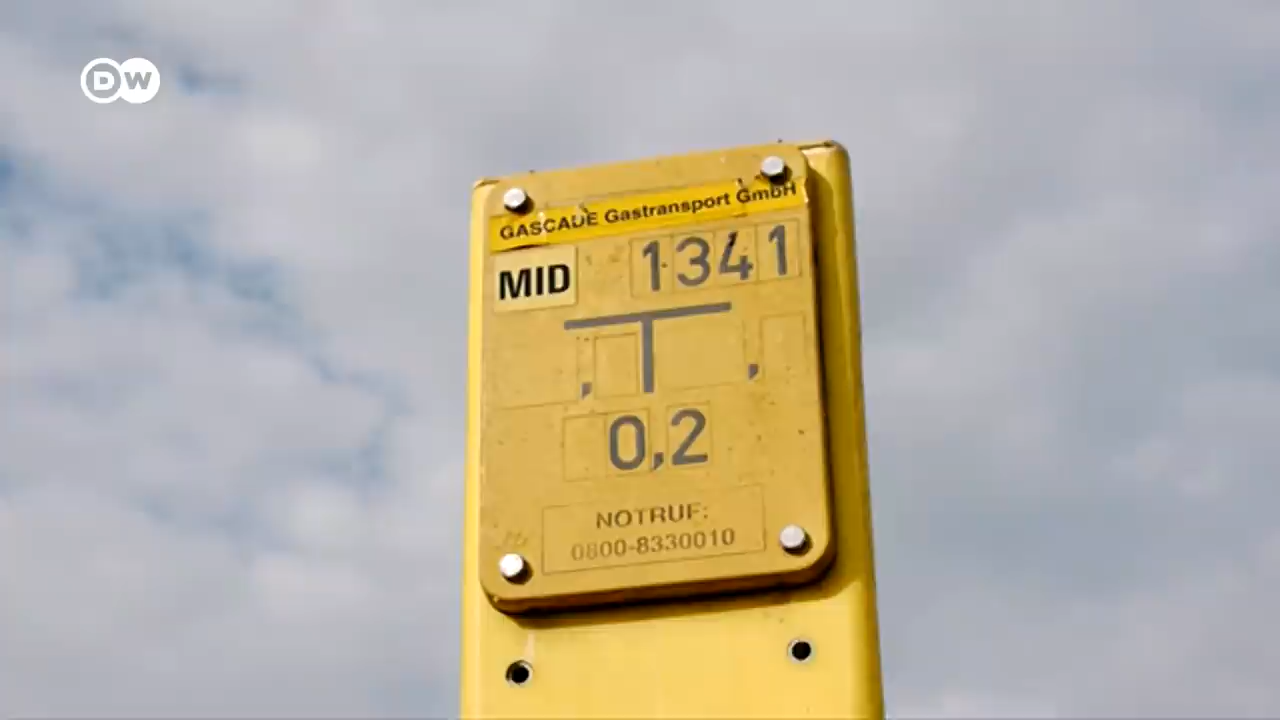 DW
GASCADE Gastransport GmbH
MID 1341
, ,
0,2
NOTRUF:
0800-8330010